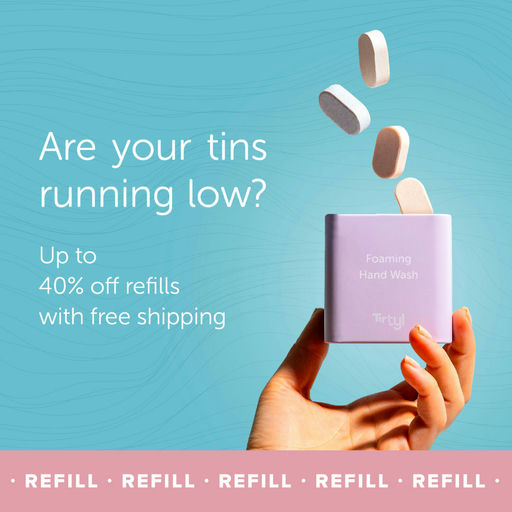 Are your tins
running low?
Up to
40% off refills
with free shipping
Foaming
Hand Wash
Tirtyl
· REFILL · REFILL · REFILL · REFILL · REFILL ·